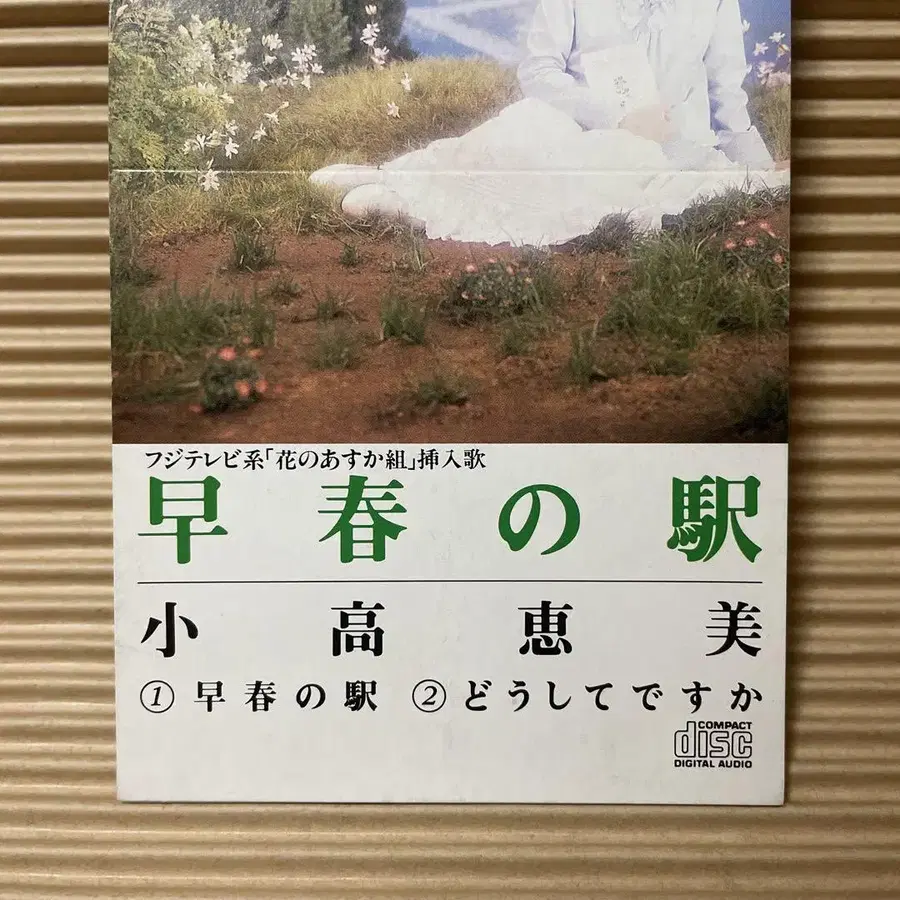 フジテレビ系「花のあすか組」挿入歌
早春の駅
小高恵美
①早春の駅 ②どうしてですか
COMPACT
disc
DIGITAL AUDIO